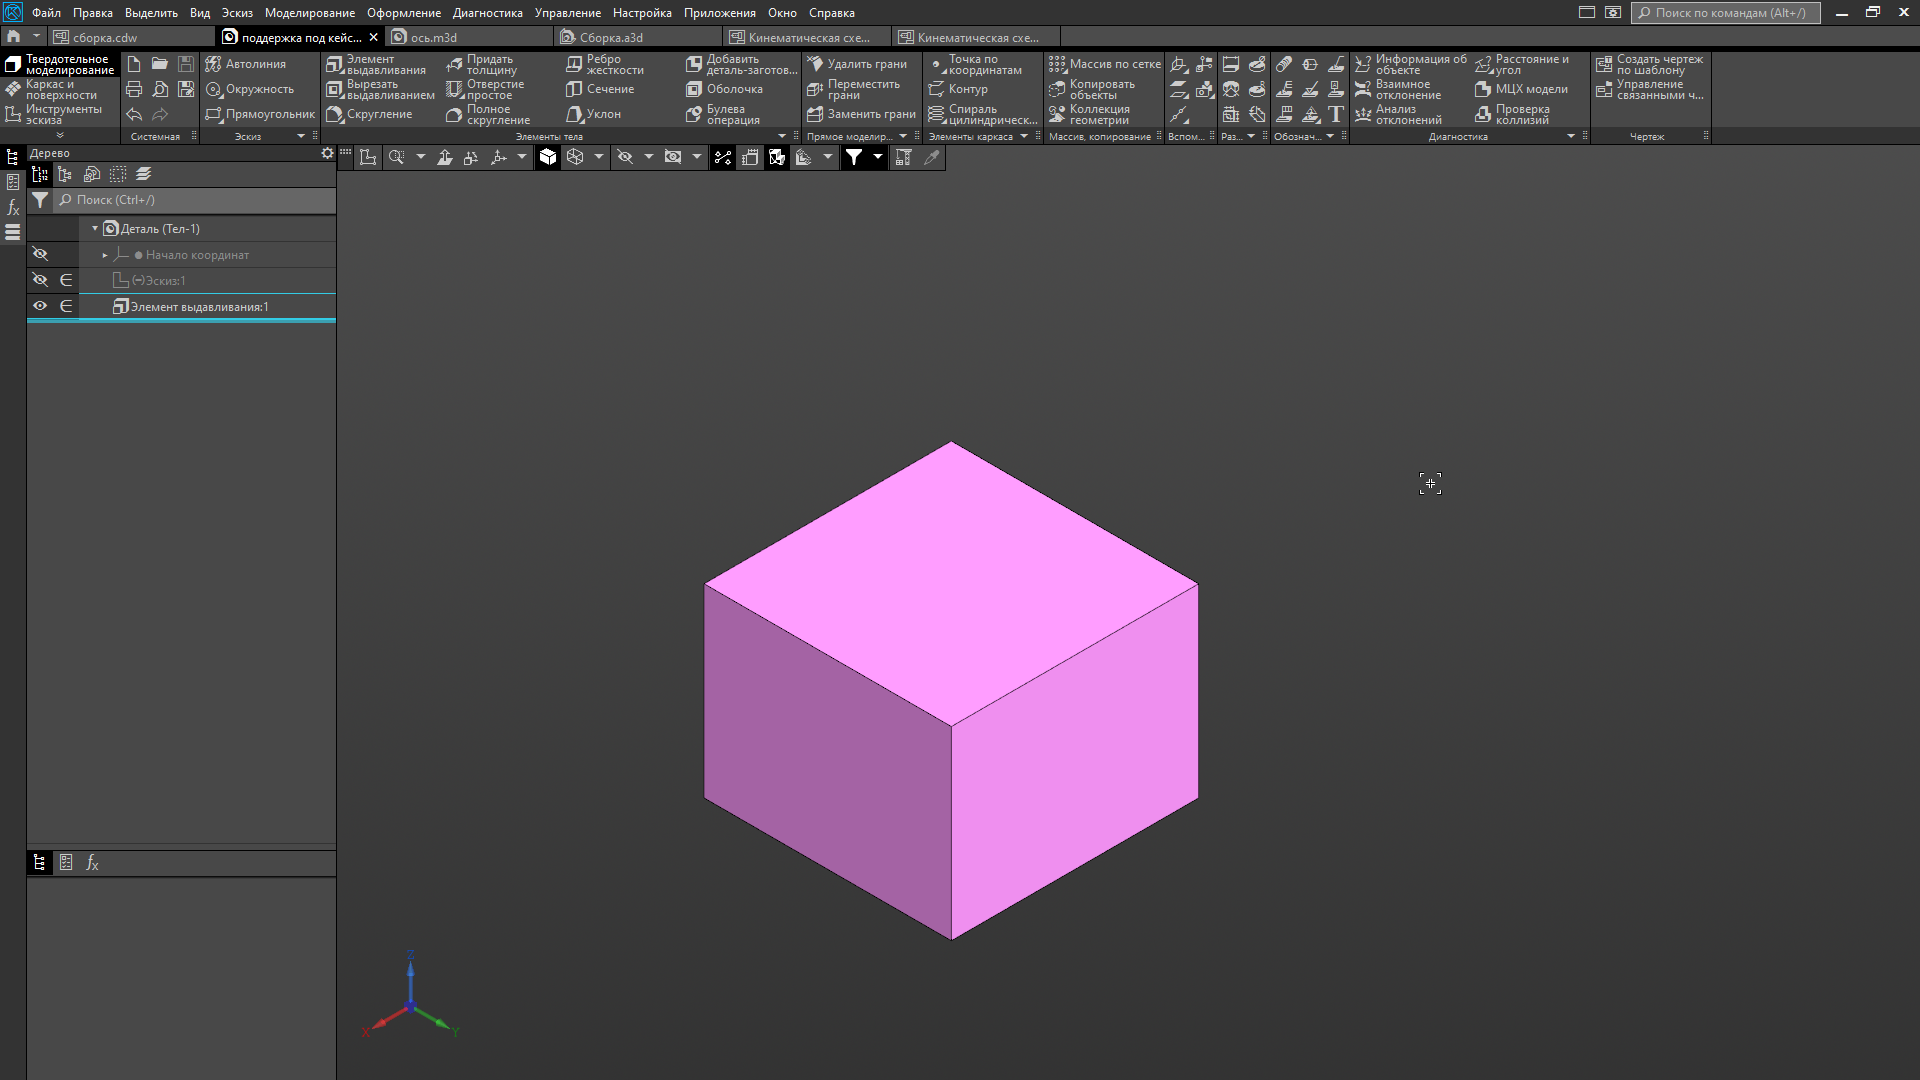 Файл Правка Выделить Вид Эскиз Моделирование Оформление Диагностика Управление Настройка Приложения Окно Справка Поиск по командам (Alt+/)
сборка.cdw поддержка под кейс... ось.m3d Сборка.a3d Кинематическая схе... Кинематическая схе...
Твердотельное моделирование
Каркас и поверхности
Инструменты эскиза
Системная
Автолиния
Окружность
Прямоугольник
Эскиз
Элемент выдавливания
Вырезать выдавливанием
Скругление
Придать толщину
Отверстие простое
Полное скругление
Ребро жесткости
Сечение
Уклон
Добавить деталь-заготов...
Оболочка
Булева операция
Элементы тела
Удалить грани
Переместить грани
Заменить грани
Прямое моделир...
Точка по координатам
Контур
Спираль цилиндрическ...
Элементы каркаса
Массив по сетке
Копировать объекты
Коллекция геометрии
Массив, копирование
Вспом...
Раз...
Обознач...
Информация об объекте
Взаимное отклонение
Анализ отклонений
Расстояние и угол
МЦХ модели
Проверка коллизий
Диагностика
Создать чертеж по шаблону
Управление связанными ч...
Чертеж
Дерево
Поиск (Ctrl+/)
Деталь (Тел-1)
Начало координат
(−)Эскиз:1
Элемент выдавливания:1
Z
X
Y